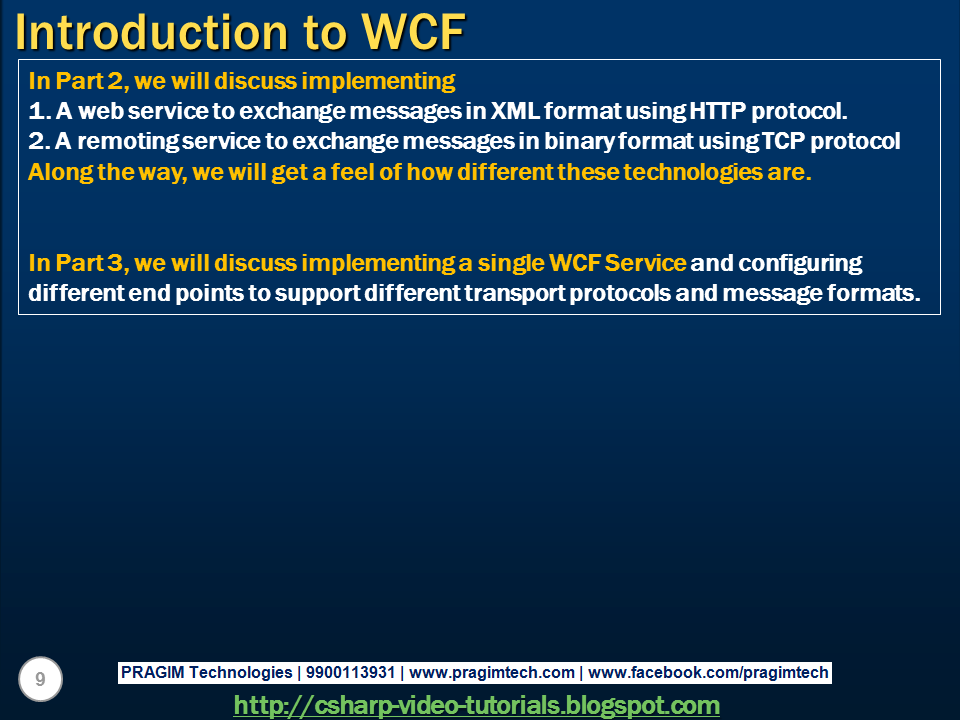 Introduction to WCF
In Part 2, we will discuss implementing
1. A web service to exchange messages in XML format using HTTP protocol.
2. A remoting service to exchange messages in binary format using TCP protocol
Along the way, we will get a feel of how different these technologies are.
In Part 3, we will discuss implementing a single WCF Service and configuring
different end points to support different transport protocols and message formats.
9
PRAGIM Technologies | 9900113931 | www.pragimtech.com | www.facebook.com/pragimtech
http://csharp-video-tutorials.blogspot.com